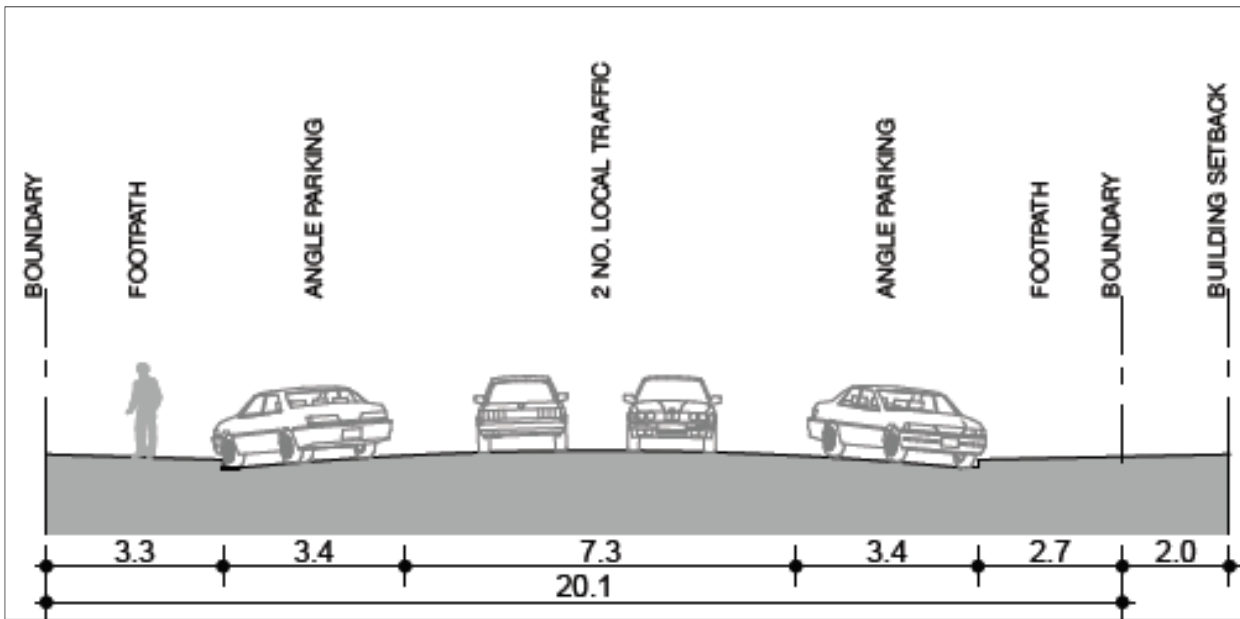 BOUNDARY
FOOTPATH
ANGLE PARKING
2 NO. LOCAL TRAFFIC
ANGLE PARKING
FOOTPATH
BOUNDARY
BUILDING SETBACK
3.3
3.4
7.3
3.4
2.7
2.0
20.1